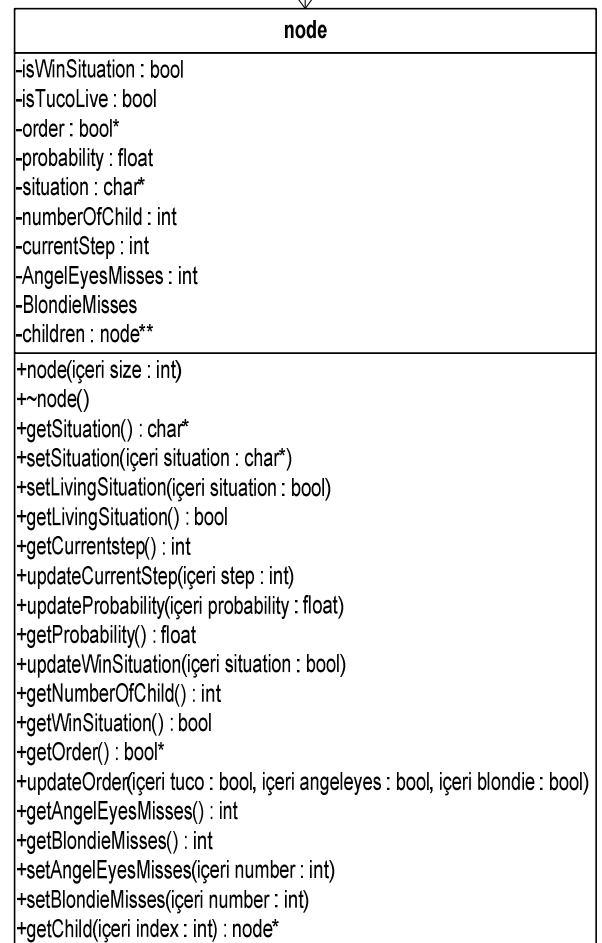 node
-isWinSituation : bool
-isTucoLive : bool
-order : bool*
-probability : float
-situation : char*
-numberOfChild : int
-currentStep : int
-AngelEyesMisses : int
-BlondieMisses
-children : node**
+node(içeri size : int)
+~node()
+getSituation() : char*
+setSituation(içeri situation : char*)
+setLivingSituation(içeri situation : bool)
+getLivingSituation() : bool
+getCurrentstep() : int
+updateCurrentStep(içeri step : int)
+updateProbability(içeri probability : float)
+getProbability() : float
+updateWinSituation(içeri situation : bool)
+getNumberOfChild() : int
+getWinSituation() : bool
+getOrder() : bool*
+updateOrder(içeri tuco : bool, içeri angeleyes : bool, içeri blondie : bool)
+getAngelEyesMisses() : int
+getBlondieMisses() : int
+setAngelEyesMisses(içeri number : int)
+setBlondieMisses(içeri number : int)
+getChild(içeri index : int) : node*